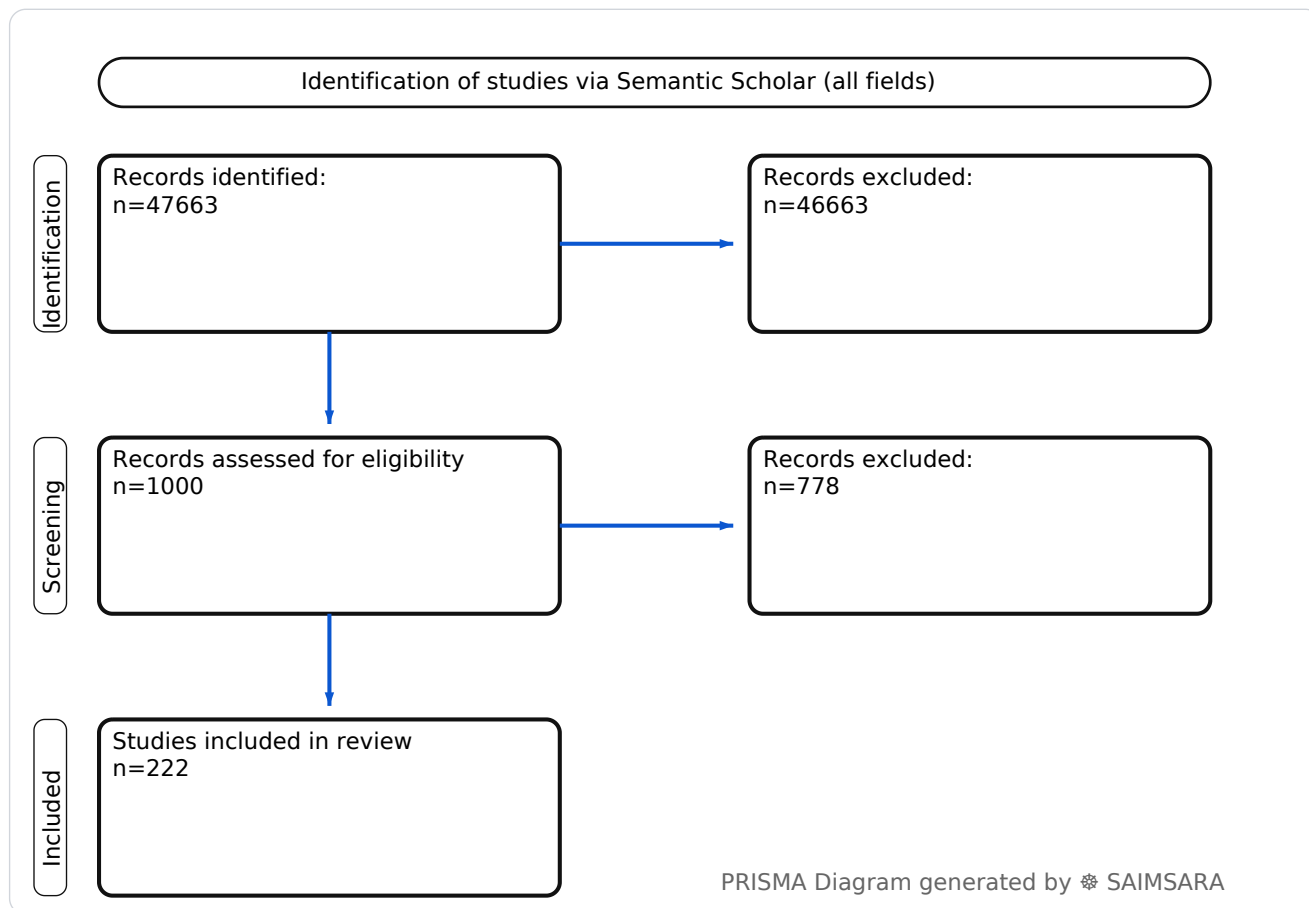 Identification of studies via Semantic Scholar (all fields)
Identification
Records identified:
n=47663
Records excluded:
n=46663
Screening
Records assessed for eligibility
n=1000
Records excluded:
n=778
Included
Studies included in review
n=222
PRISMA Diagram generated by ☸ SAIMSARA